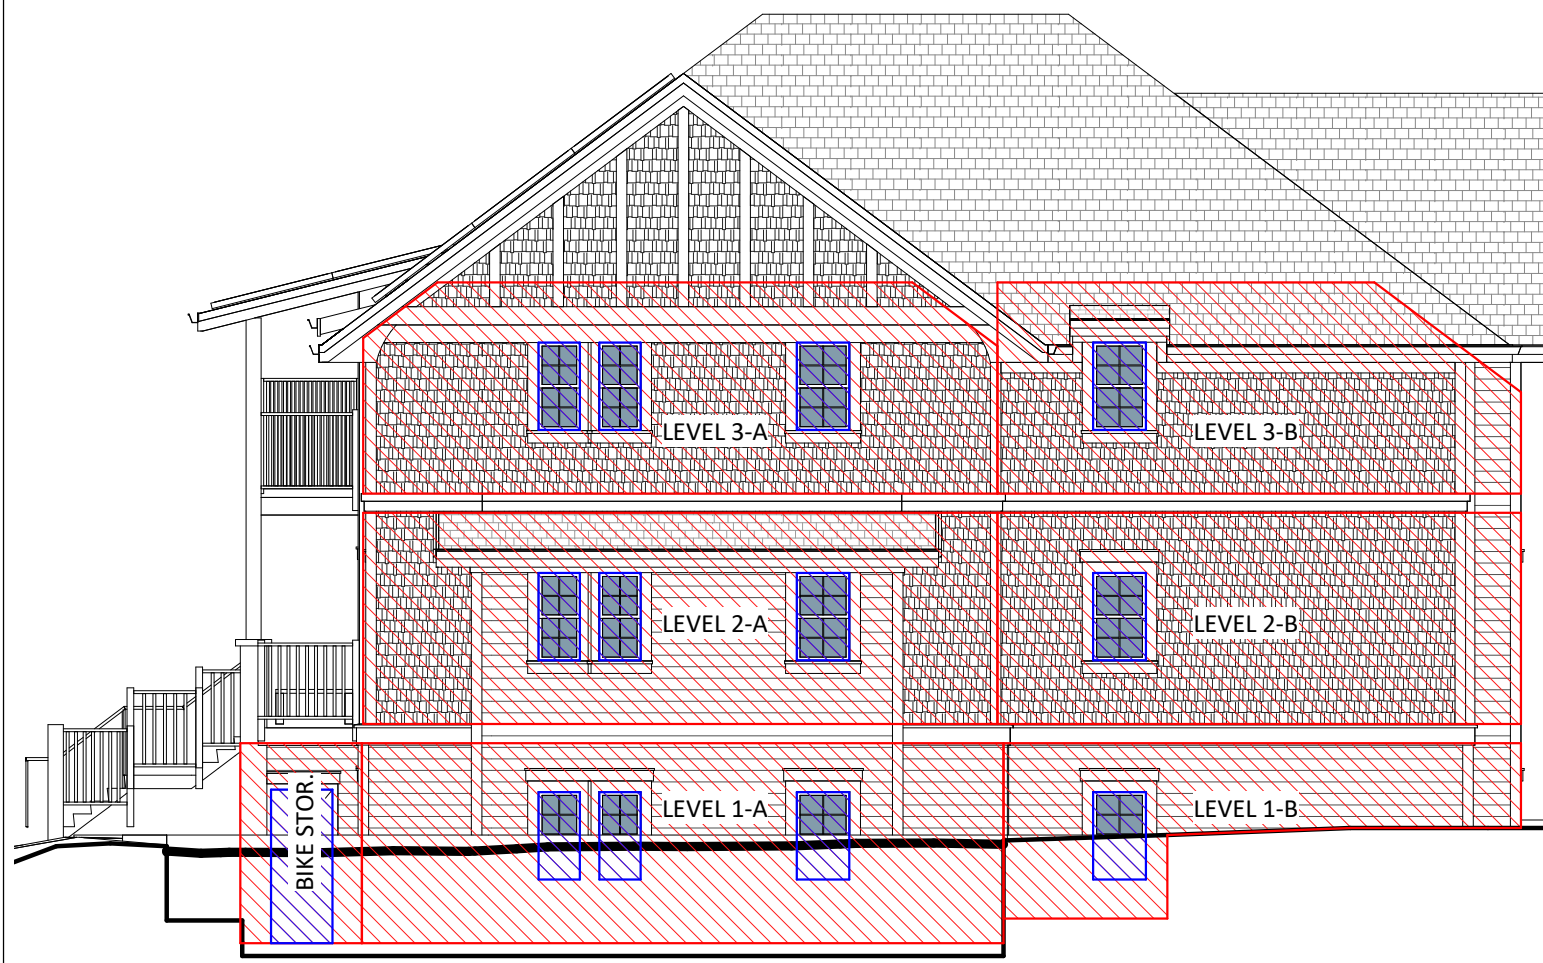 LEVEL 3-A
LEVEL 3-B
LEVEL 2-A
LEVEL 2-B
BIKE STOR.
LEVEL 1-A
LEVEL 1-B